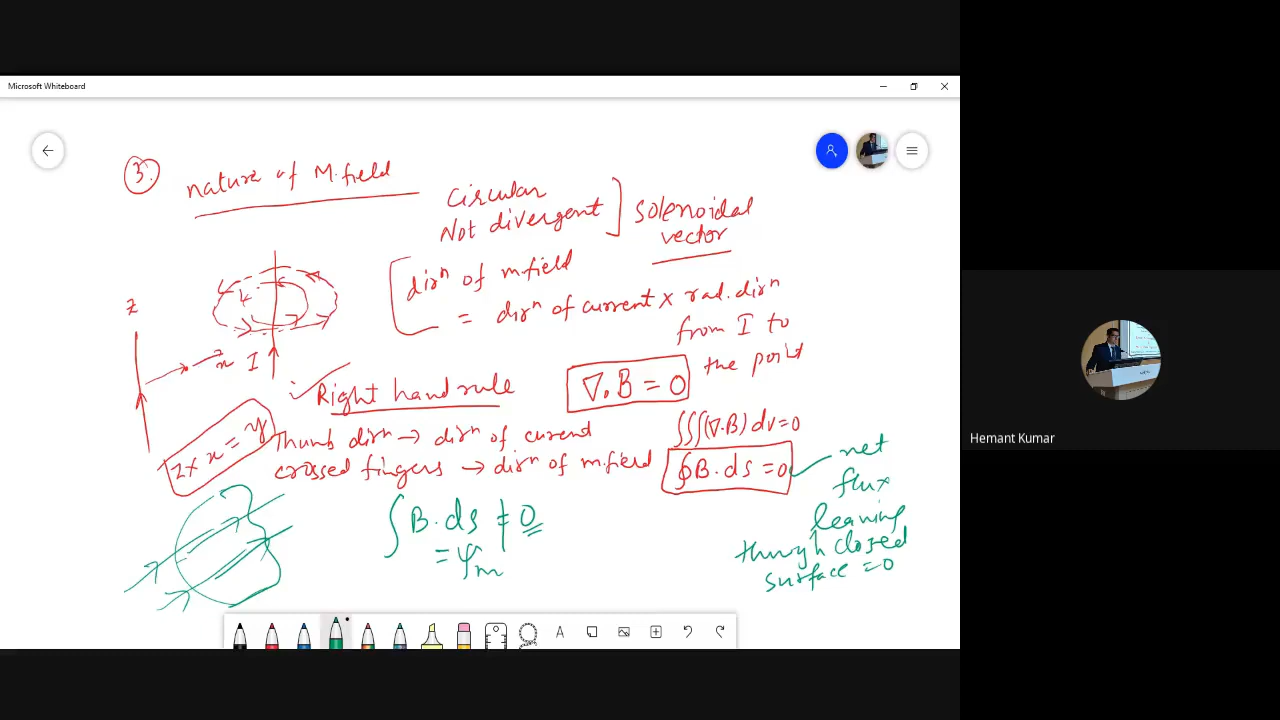 Microsoft Whiteboard
3.
nature of M.field
Circular
Not divergent
solenoidal
vector
dirⁿ of m.field
= dirⁿ of current × rad. dirⁿ
from I to
the point
z
x
I
Right hand rule
∇.B = 0
z × x = y
Thumb dirⁿ → dirⁿ of current
crossed fingers → dirⁿ of m.field
∭(∇.B) dv = 0
∮B.ds = 0
net
flux
leaving
through closed
surface = 0
∫B.ds ≠ 0
= ψm
A
Hemant Kumar